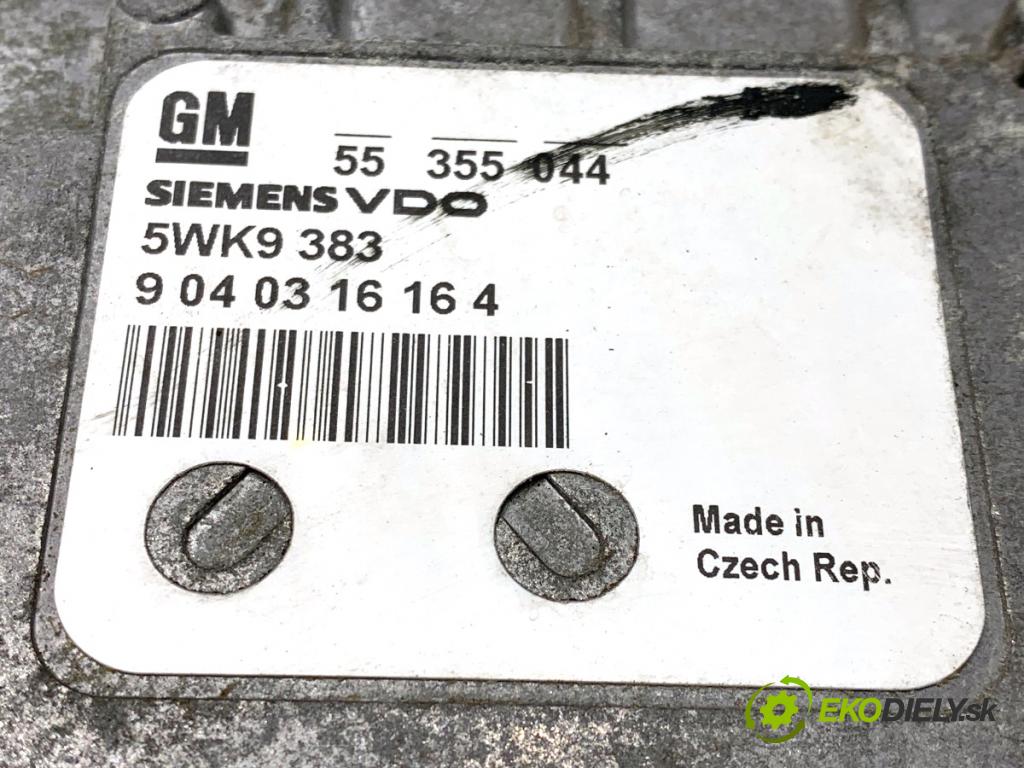 GM
55 355 044
SIEMENS VDO
5WK9 383
9 04 03 16 16 4
Made in
Czech Rep.
EKODIELY.sk